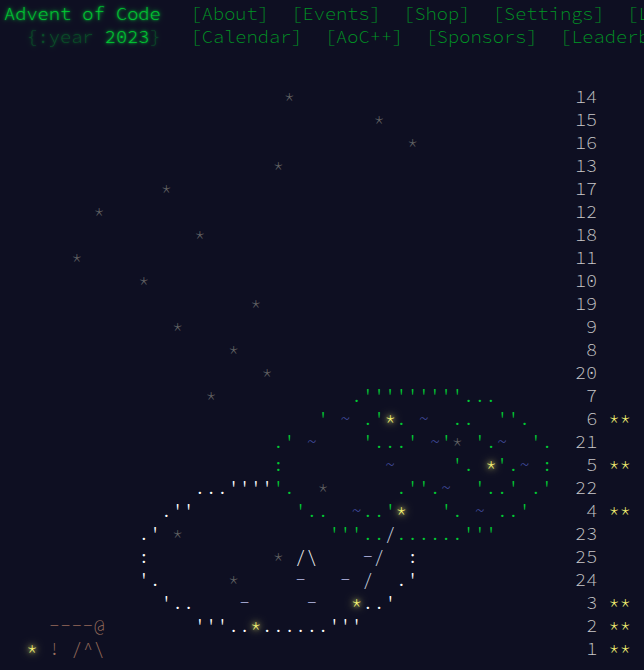 Advent of Code [About] [Events] [Shop] [Settings] [L
{:year 2023} [Calendar] [AoC++] [Sponsors] [Leaderb
* 14
* 15
* 16
* 13
* 17
* 12
* 18
* 11
* 10
* 19
* 9
* 8
* 20
* .'''''''''... 7
' ~ .'*. ~ .. ''. 6 **
.' ~ '...' ~'* '.~ '. 21
: ~ '. *'.~ : 5 **
...'''''. * .''.~ '..' .' 22
.'' '.. ~..'* '. ~ ..' 4 **
.' * '''../......''' 23
: * /\ -/ : 25
'. * - - / .' 24
'.. - - *..' 3 **
----@ '''..*......''' 2 **
* ! /^\ 1 **